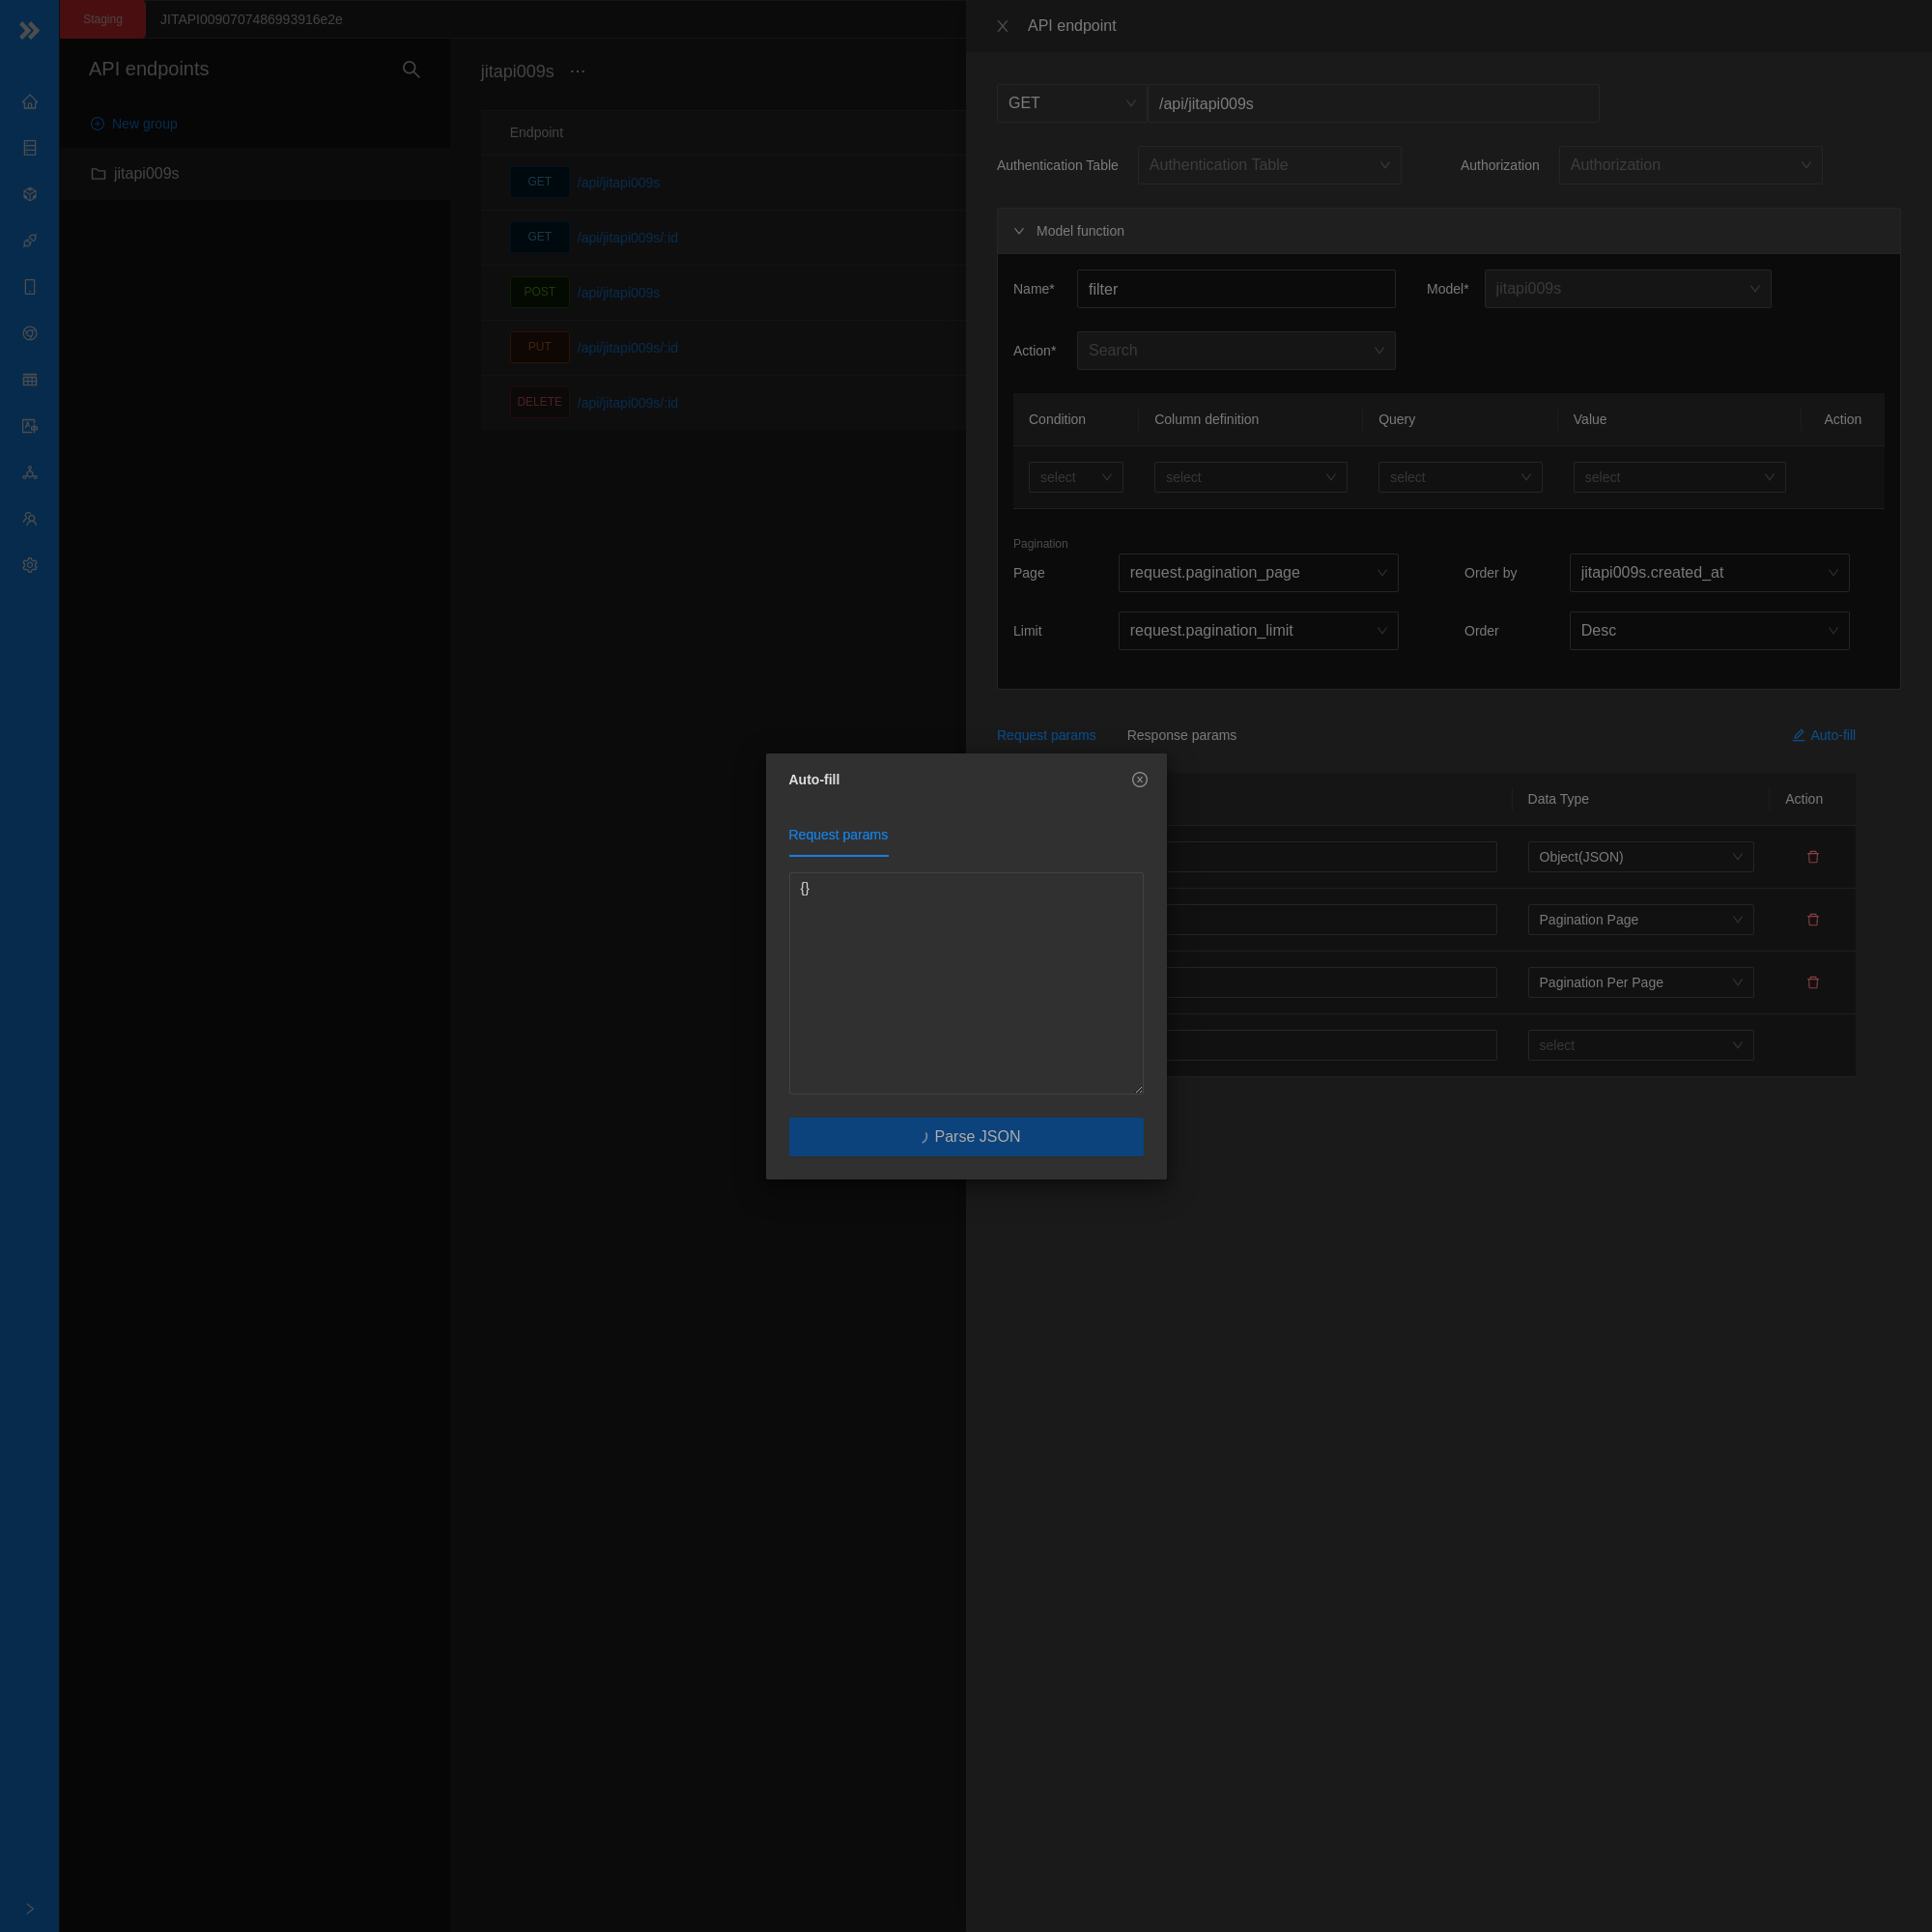 Staging
JITAPI0090707486993916e2e
API endpoints
New group
jitapi009s
jitapi009s ···
Endpoint
GET /api/jitapi009s
GET /api/jitapi009s/:id
POST /api/jitapi009s
PUT /api/jitapi009s/:id
DELETE /api/jitapi009s/:id
API endpoint
GET /api/jitapi009s
Authentication Table Authentication Table Authorization Authorization
Model function
Name* filter Model* jitapi009s
Action* Search
Condition Column definition Query Value Action
select select select select
Pagination
Page request.pagination_page Order by jitapi009s.created_at
Limit request.pagination_limit Order Desc
Request params Response params Auto-fill
Data Type Action
Object(JSON)
Pagination Page
Pagination Per Page
select
Auto-fill
Request params
{}
Parse JSON